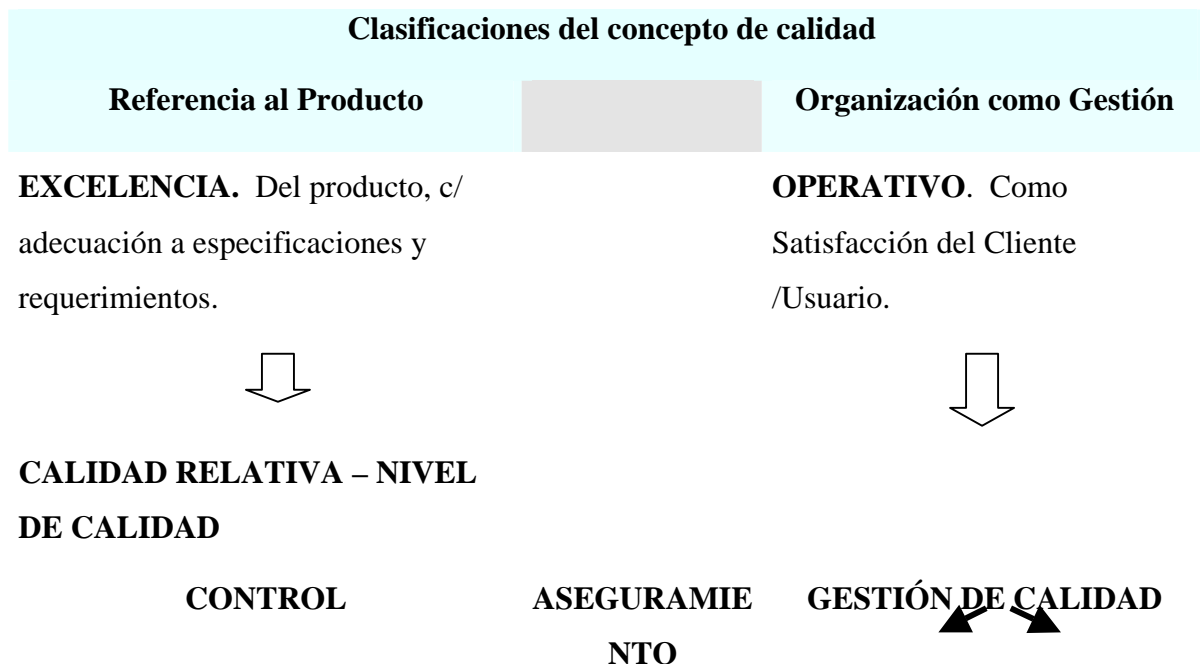 Clasificaciones del concepto de calidad
Referencia al Producto
Organización como Gestión
EXCELENCIA. Del producto, c/
adecuación a especificaciones y
requerimientos.
OPERATIVO. Como
Satisfacción del Cliente
/Usuario.
CALIDAD RELATIVA – NIVEL
DE CALIDAD
CONTROL
ASEGURAMIE
NTO
GESTIÓN DE CALIDAD